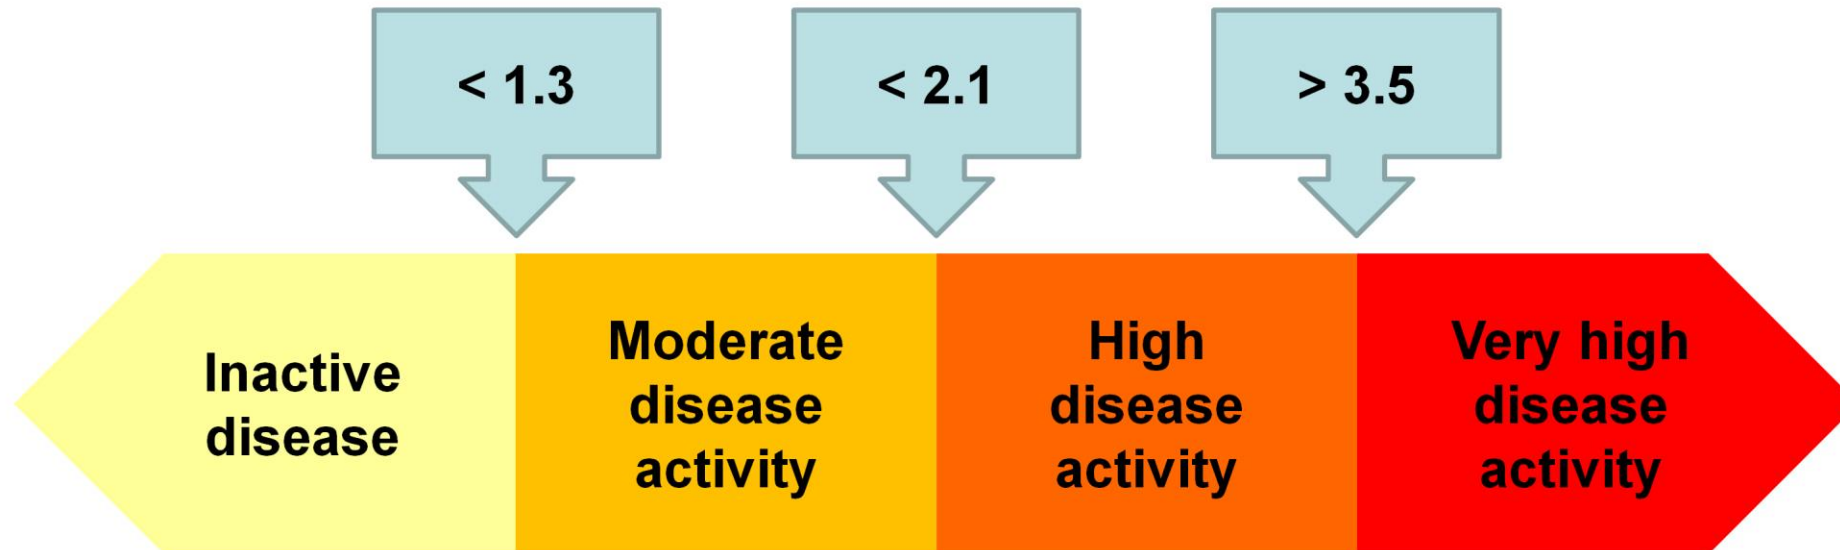 < 1.3
< 2.1
> 3.5
Inactive
disease
Moderate
disease
activity
High
disease
activity
Very high
disease
activity